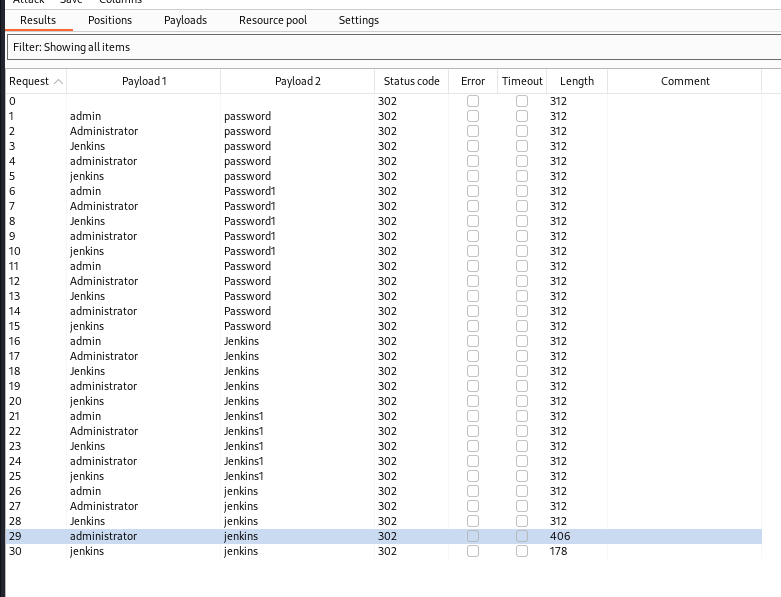 Attack Save Columns
Results Positions Payloads Resource pool Settings
Filter: Showing all items
Request Payload 1 Payload 2 Status code Error Timeout Length Comment
0 302 312
1 admin password 302 312
2 Administrator password 302 312
3 Jenkins password 302 312
4 administrator password 302 312
5 jenkins password 302 312
6 admin Password1 302 312
7 Administrator Password1 302 312
8 Jenkins Password1 302 312
9 administrator Password1 302 312
10 jenkins Password1 302 312
11 admin Password 302 312
12 Administrator Password 302 312
13 Jenkins Password 302 312
14 administrator Password 302 312
15 jenkins Password 302 312
16 admin Jenkins 302 312
17 Administrator Jenkins 302 312
18 Jenkins Jenkins 302 312
19 administrator Jenkins 302 312
20 jenkins Jenkins 302 312
21 admin Jenkins1 302 312
22 Administrator Jenkins1 302 312
23 Jenkins Jenkins1 302 312
24 administrator Jenkins1 302 312
25 jenkins Jenkins1 302 312
26 admin jenkins 302 312
27 Administrator jenkins 302 312
28 Jenkins jenkins 302 312
29 administrator jenkins 302 406
30 jenkins jenkins 302 178